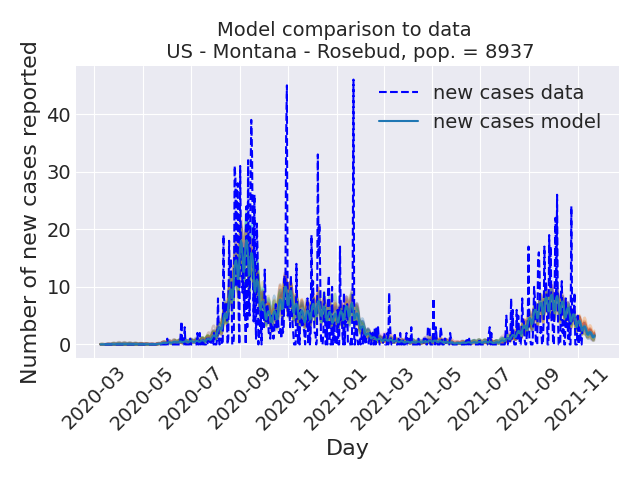 Model comparison to data
US - Montana - Rosebud, pop. = 8937
Number of new cases reported
40
30
20
10
0
new cases data
new cases model
2020-03
2020-05
2020-07
2020-09
2020-11
2021-01
2021-03
2021-05
2021-07
2021-09
2021-11
Day